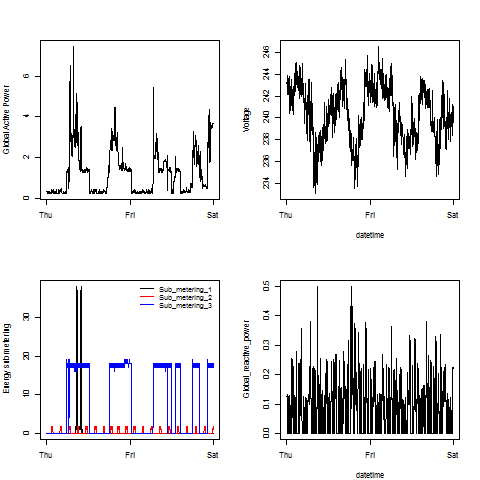 Global Active Power
6
4
2
0
Thu
Fri
Sat
Voltage
246
244
242
240
238
236
234
Thu
Fri
Sat
datetime
Energy sub metering
30
20
10
0
Sub_metering_1
Sub_metering_2
Sub_metering_3
Thu
Fri
Sat
Global_reactive_power
0.5
0.4
0.3
0.2
0.1
0.0
Thu
Fri
Sat
datetime